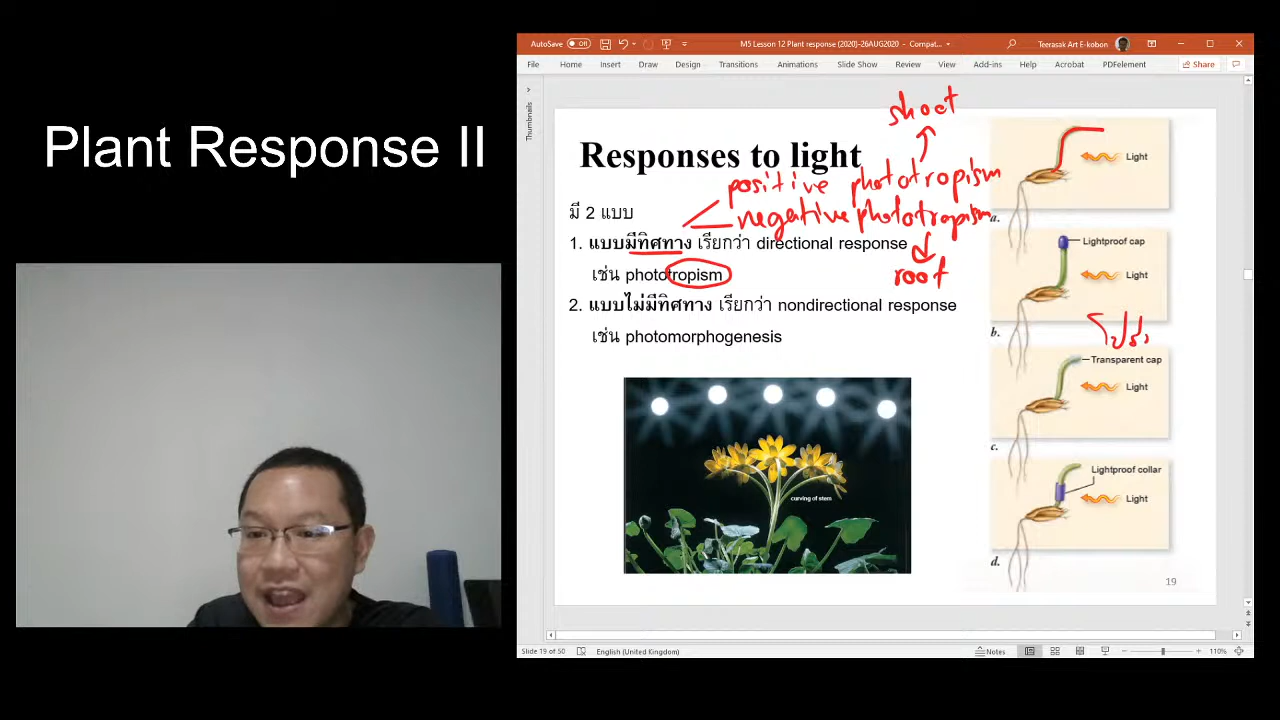 Plant Response II
AutoSave Off
M5 Lesson 12 Plant response (2020)-26AUG2020 - Compat...
Teerasak Art E-kobon
File Home Insert Draw Design Transitions Animations Slide Show Review View Add-ins Help Acrobat PDFelement Share
Thumbnails
shoot
Responses to light
positive phototropism
negative phototropism
root
มี 2 แบบ
1. แบบมีทิศทาง เรียกว่า directional response
เช่น phototropism
2. แบบไม่มีทิศทาง เรียกว่า nondirectional response
เช่น photomorphogenesis
curving of stem
Light
a.
Lightproof cap
Light
b.
Transparent cap
Light
c.
Lightproof collar
Light
d.
19
Slide 19 of 50
English (United Kingdom)
Notes
110%